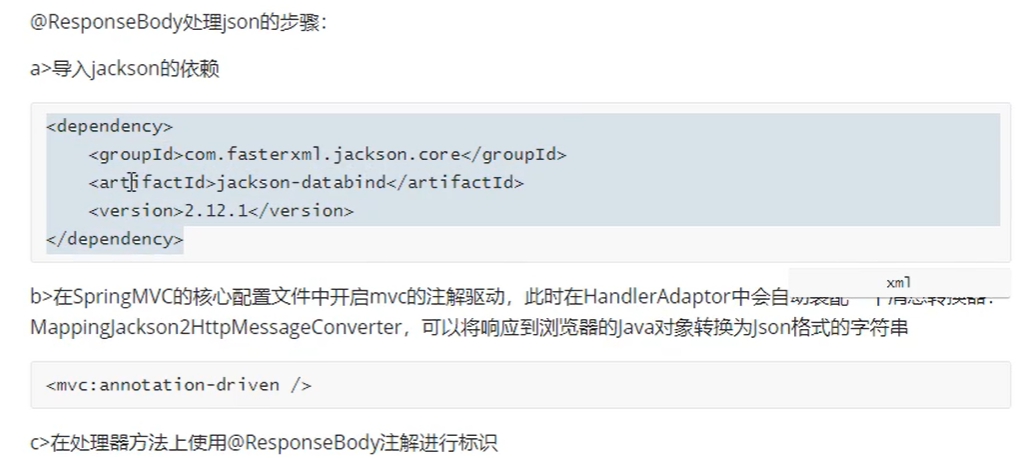 @ResponseBody处理json的步骤：
a>导入jackson的依赖
<dependency>
    <groupId>com.fasterxml.jackson.core</groupId>
    <artifactId>jackson-databind</artifactId>
    <version>2.12.1</version>
</dependency>
xml
b>在SpringMVC的核心配置文件中开启mvc的注解驱动，此时在HandlerAdaptor中会自动装配一个消息转换器：
MappingJackson2HttpMessageConverter，可以将响应到浏览器的Java对象转换为Json格式的字符串
<mvc:annotation-driven />
c>在处理器方法上使用@ResponseBody注解进行标识